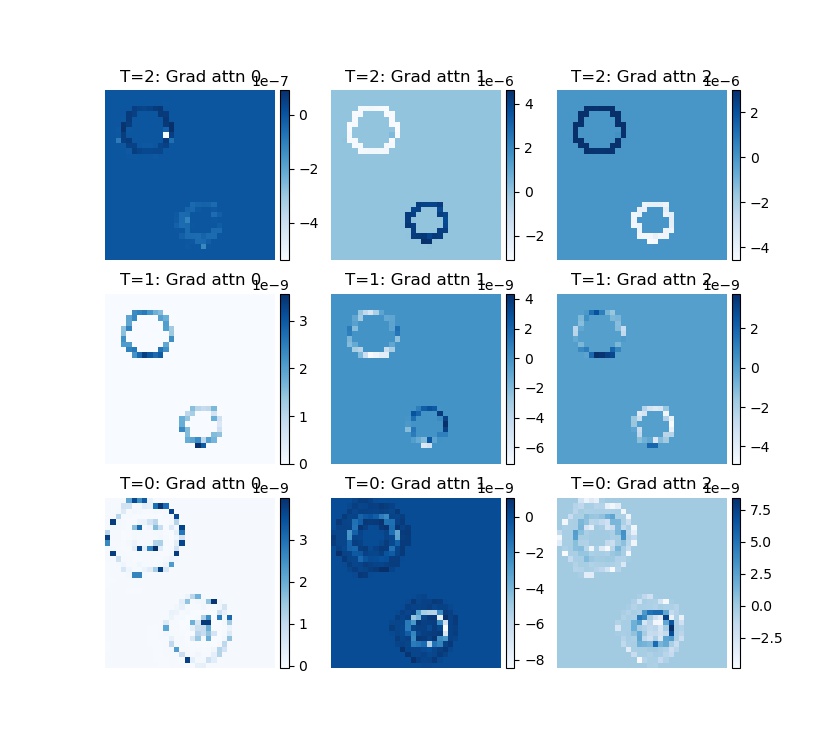 T=2: Grad attn 0
1e−7
0
−2
−4
T=2: Grad attn 1
1e−6
4
2
0
−2
T=2: Grad attn 2
1e−6
2
0
−2
−4
T=1: Grad attn 0
1e−9
3
2
1
0
T=1: Grad attn 1
1e−9
4
2
0
−2
−4
−6
T=1: Grad attn 2
1e−9
2
0
−2
−4
T=0: Grad attn 0
1e−9
3
2
1
0
T=0: Grad attn 1
1e−9
0
−2
−4
−6
−8
T=0: Grad attn 2
1e−9
7.5
5.0
2.5
0.0
−2.5